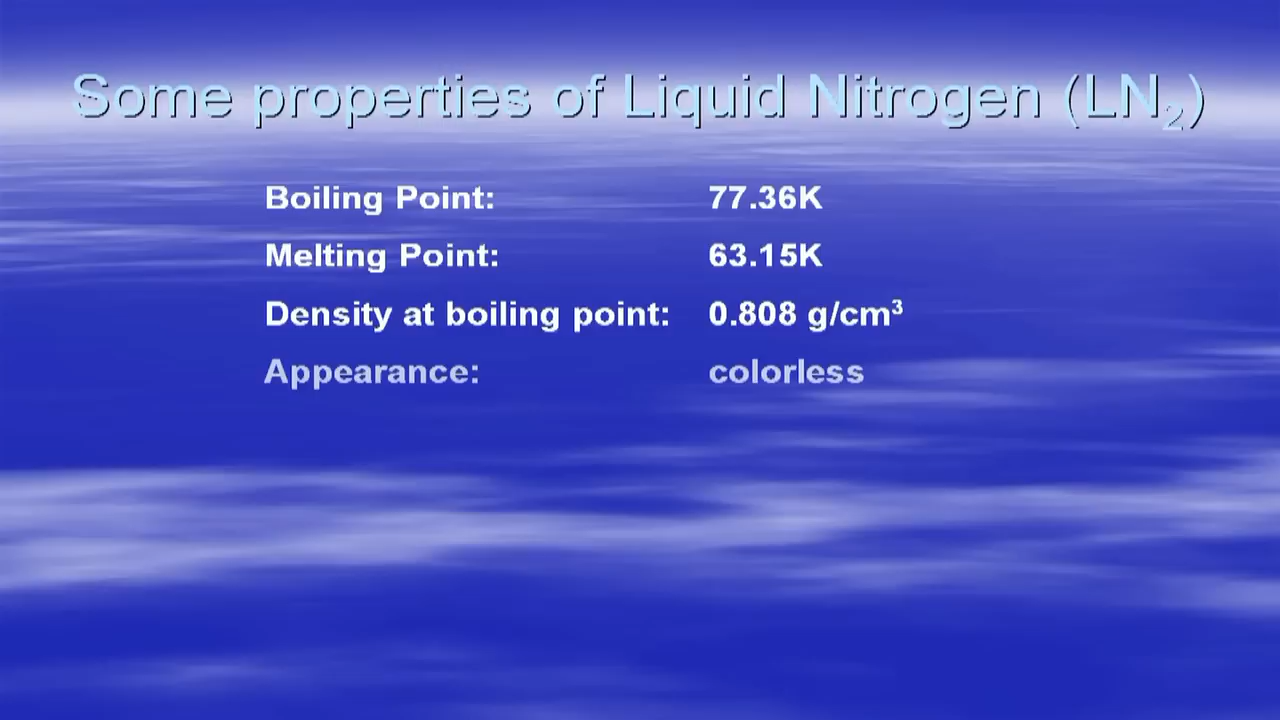 Some properties of Liquid Nitrogen (LN₂)
Boiling Point: 77.36K
Melting Point: 63.15K
Density at boiling point: 0.808 g/cm³
Appearance: colorless